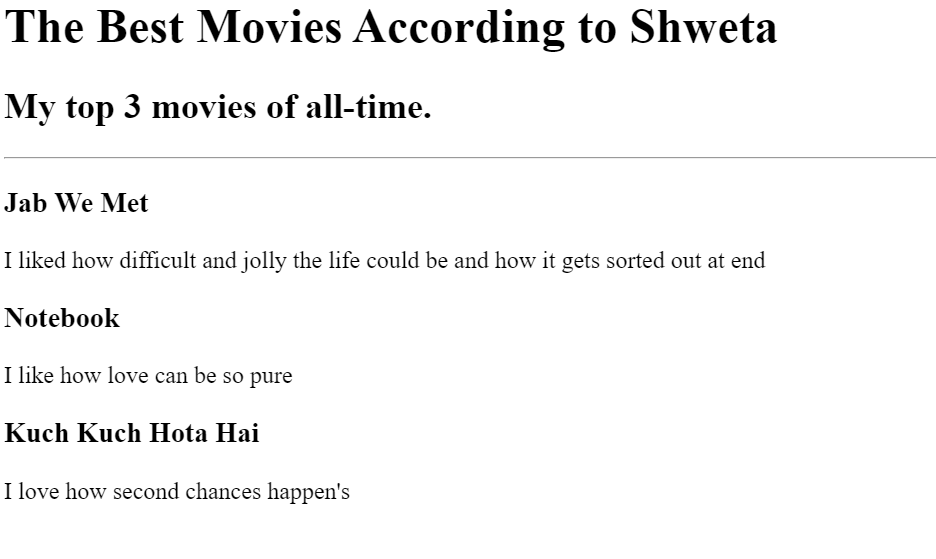 The Best Movies According to Shweta
My top 3 movies of all-time.
Jab We Met
I liked how difficult and jolly the life could be and how it gets sorted out at end
Notebook
I like how love can be so pure
Kuch Kuch Hota Hai
I love how second chances happen's